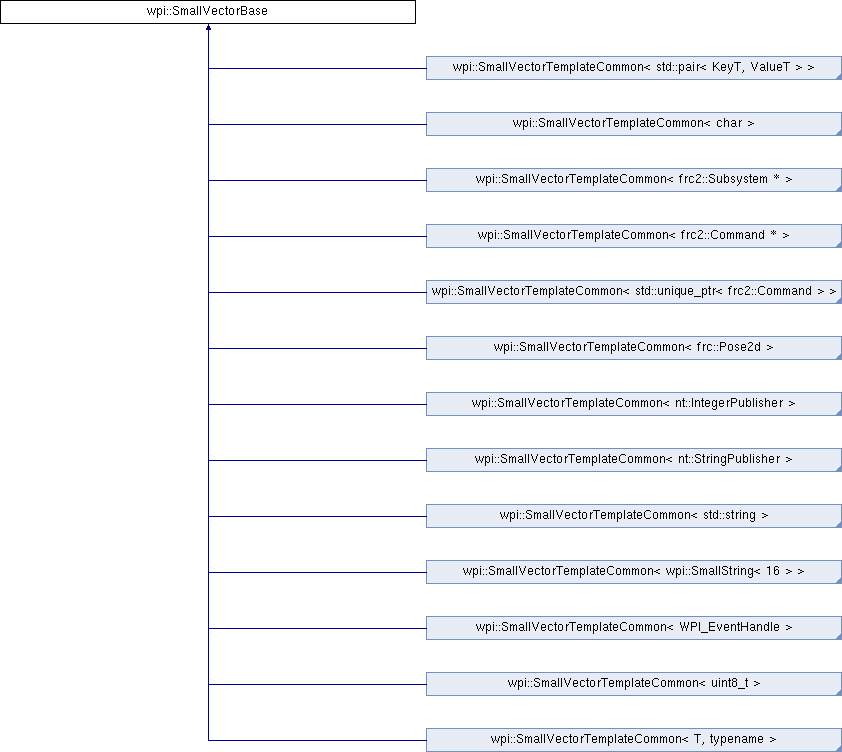 wpi::SmallVectorBase
wpi::SmallVectorTemplateCommon< std::pair< KeyT, ValueT > >
wpi::SmallVectorTemplateCommon< char >
wpi::SmallVectorTemplateCommon< frc2::Subsystem * >
wpi::SmallVectorTemplateCommon< frc2::Command * >
wpi::SmallVectorTemplateCommon< std::unique_ptr< frc2::Command > >
wpi::SmallVectorTemplateCommon< frc::Pose2d >
wpi::SmallVectorTemplateCommon< nt::IntegerPublisher >
wpi::SmallVectorTemplateCommon< nt::StringPublisher >
wpi::SmallVectorTemplateCommon< std::string >
wpi::SmallVectorTemplateCommon< wpi::SmallString< 16 > >
wpi::SmallVectorTemplateCommon< WPI_EventHandle >
wpi::SmallVectorTemplateCommon< uint8_t >
wpi::SmallVectorTemplateCommon< T, typename >